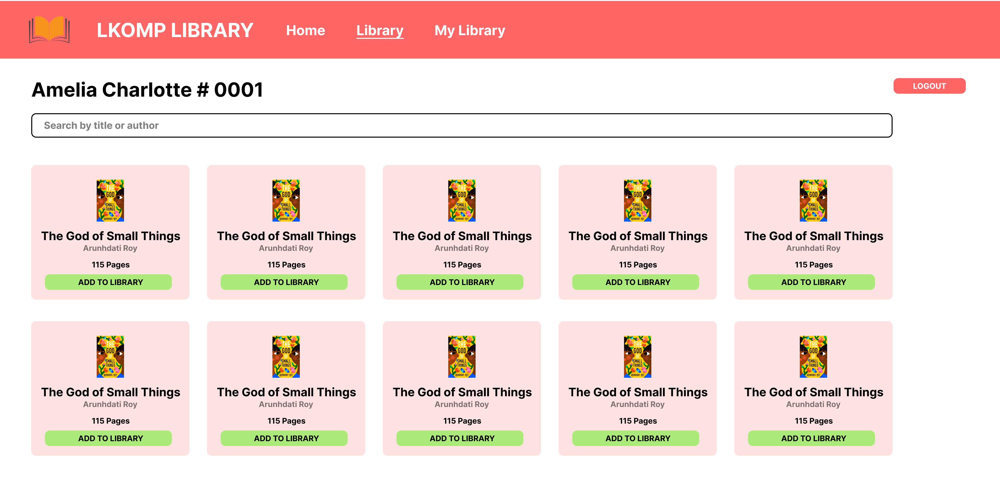 LKOMP LIBRARY Home Library My Library
Amelia Charlotte # 0001
LOGOUT
Search by title or author
THE GOD OF SMALL THINGS ARUNHDATI ROY
The God of Small Things
Arunhdati Roy
115 Pages
ADD TO LIBRARY
THE GOD OF SMALL THINGS ARUNHDATI ROY
The God of Small Things
Arunhdati Roy
115 Pages
ADD TO LIBRARY
THE GOD OF SMALL THINGS ARUNHDATI ROY
The God of Small Things
Arunhdati Roy
115 Pages
ADD TO LIBRARY
THE GOD OF SMALL THINGS ARUNHDATI ROY
The God of Small Things
Arunhdati Roy
115 Pages
ADD TO LIBRARY
THE GOD OF SMALL THINGS ARUNHDATI ROY
The God of Small Things
Arunhdati Roy
115 Pages
ADD TO LIBRARY
THE GOD OF SMALL THINGS ARUNHDATI ROY
The God of Small Things
Arunhdati Roy
115 Pages
ADD TO LIBRARY
THE GOD OF SMALL THINGS ARUNHDATI ROY
The God of Small Things
Arunhdati Roy
115 Pages
ADD TO LIBRARY
THE GOD OF SMALL THINGS ARUNHDATI ROY
The God of Small Things
Arunhdati Roy
115 Pages
ADD TO LIBRARY
THE GOD OF SMALL THINGS ARUNHDATI ROY
The God of Small Things
Arunhdati Roy
115 Pages
ADD TO LIBRARY
THE GOD OF SMALL THINGS ARUNHDATI ROY
The God of Small Things
Arunhdati Roy
115 Pages
ADD TO LIBRARY